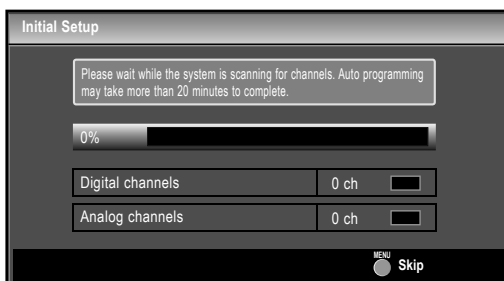 Initial Setup
Please wait while the system is scanning for channels. Auto programming
may take more than 20 minutes to complete.
0%
Digital channels 0 ch
Analog channels 0 ch
MENU Skip